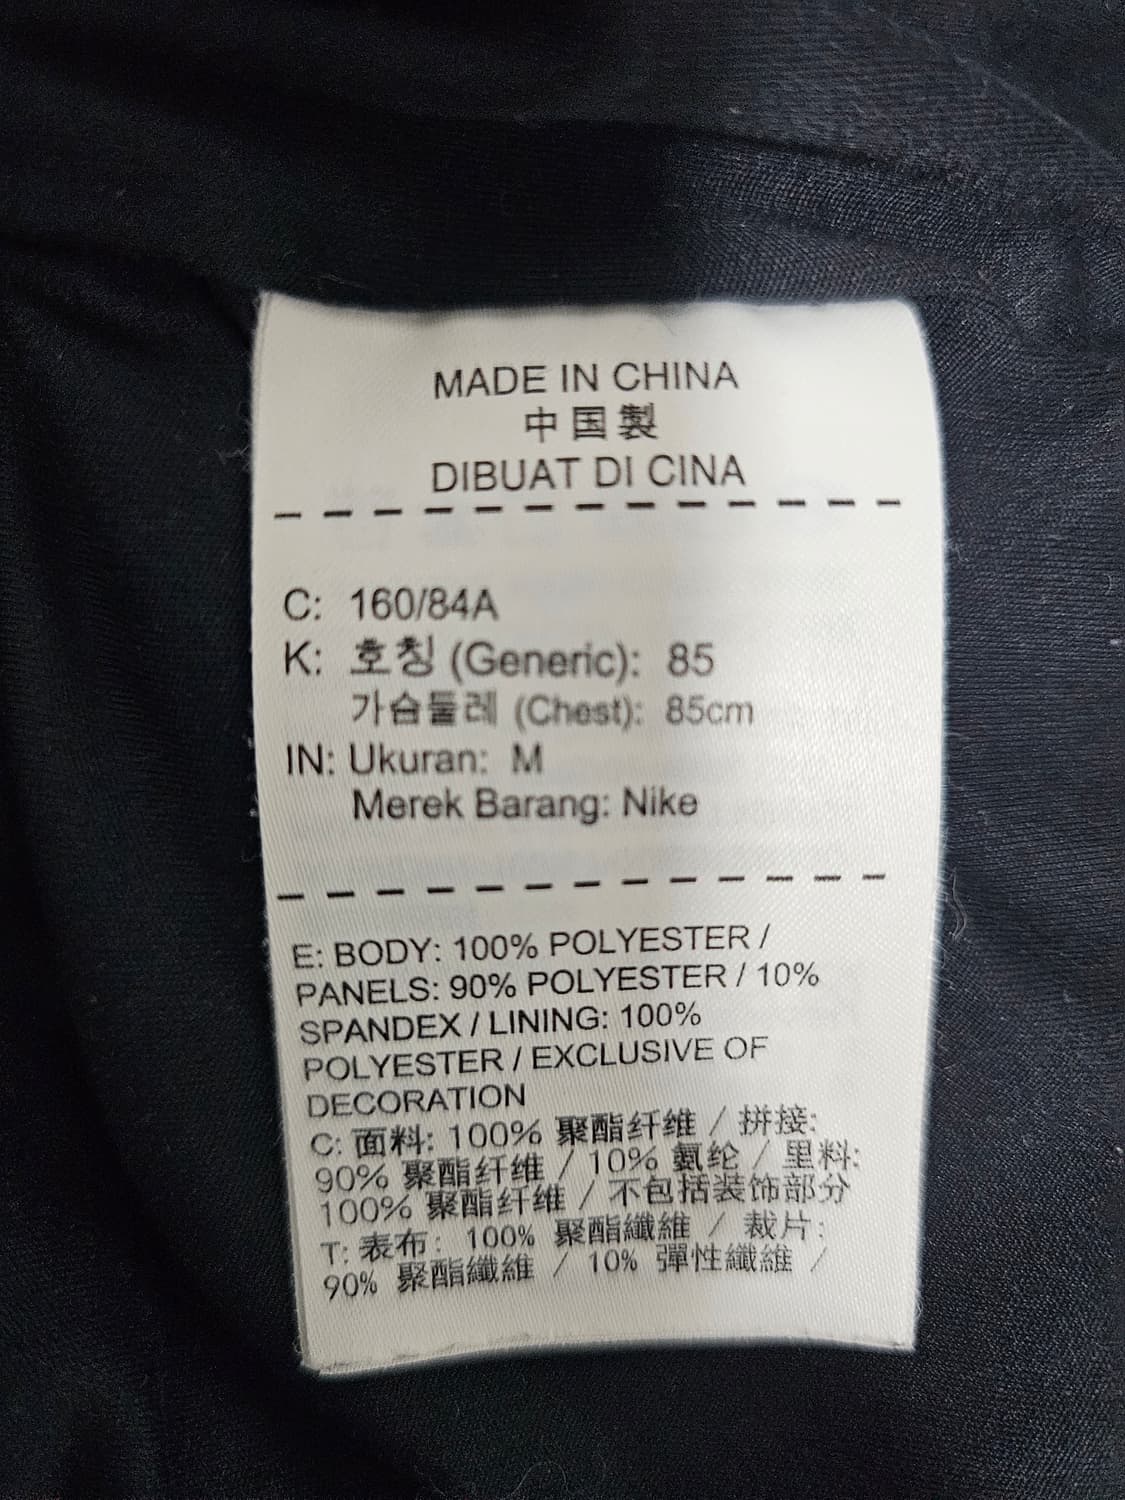 MADE IN CHINA
中国製
DIBUAT DI CINA
C: 160/84A
K: 호칭 (Generic): 85
가슴둘레 (Chest): 85cm
IN: Ukuran: M
Merek Barang: Nike
E: BODY: 100% POLYESTER /
PANELS: 90% POLYESTER / 10%
SPANDEX / LINING: 100%
POLYESTER / EXCLUSIVE OF
DECORATION
C: 面料: 100% 聚酯纤维 / 拼接:
90% 聚酯纤维 / 10% 氨纶 / 里料:
100% 聚酯纤维 / 不包括装饰部分
T: 表布: 100% 聚酯纖維 / 裁片:
90% 聚酯纖維 / 10% 彈性纖維 /